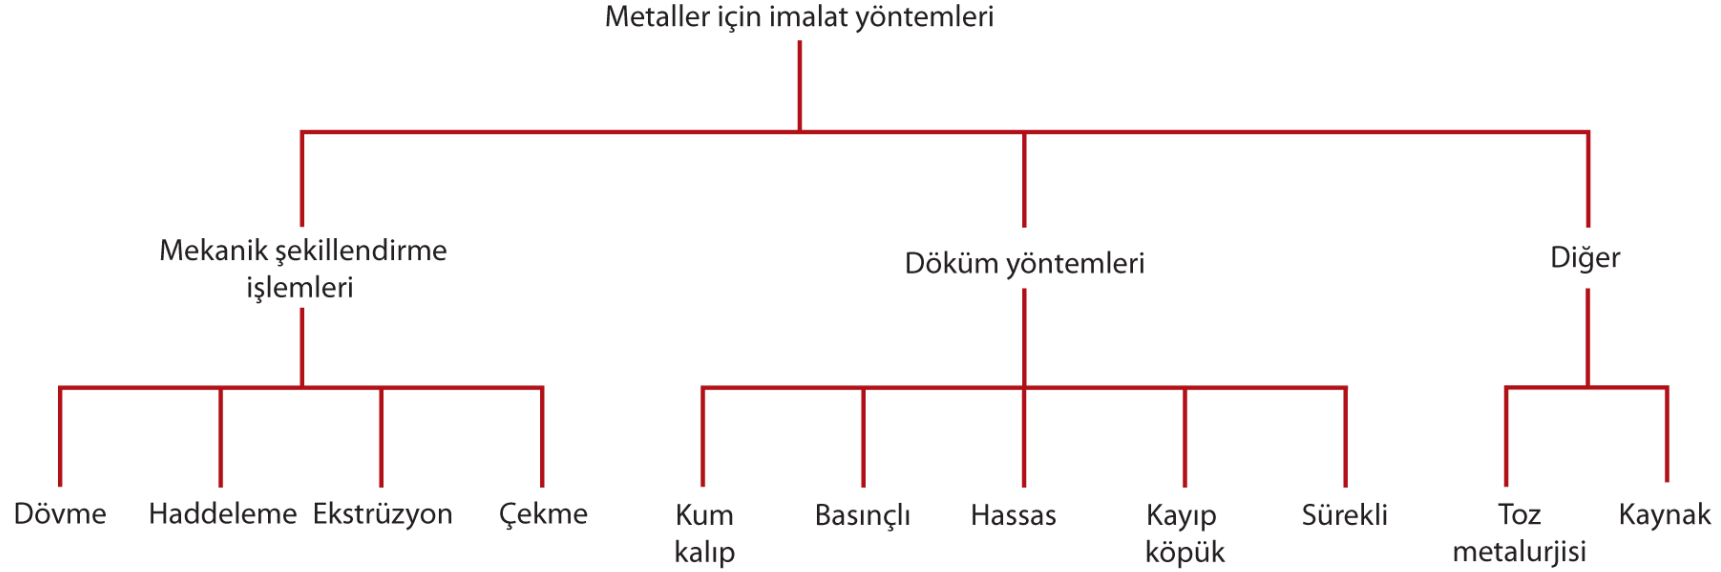 Metaller için imalat yöntemleri
Mekanik şekillendirme
işlemleri
Döküm yöntemleri
Diğer
Dövme
Haddeleme
Ekstrüzyon
Çekme
Kum
kalıp
Basınçlı
Hassas
Kayıp
köpük
Sürekli
Toz
metalurjisi
Kaynak